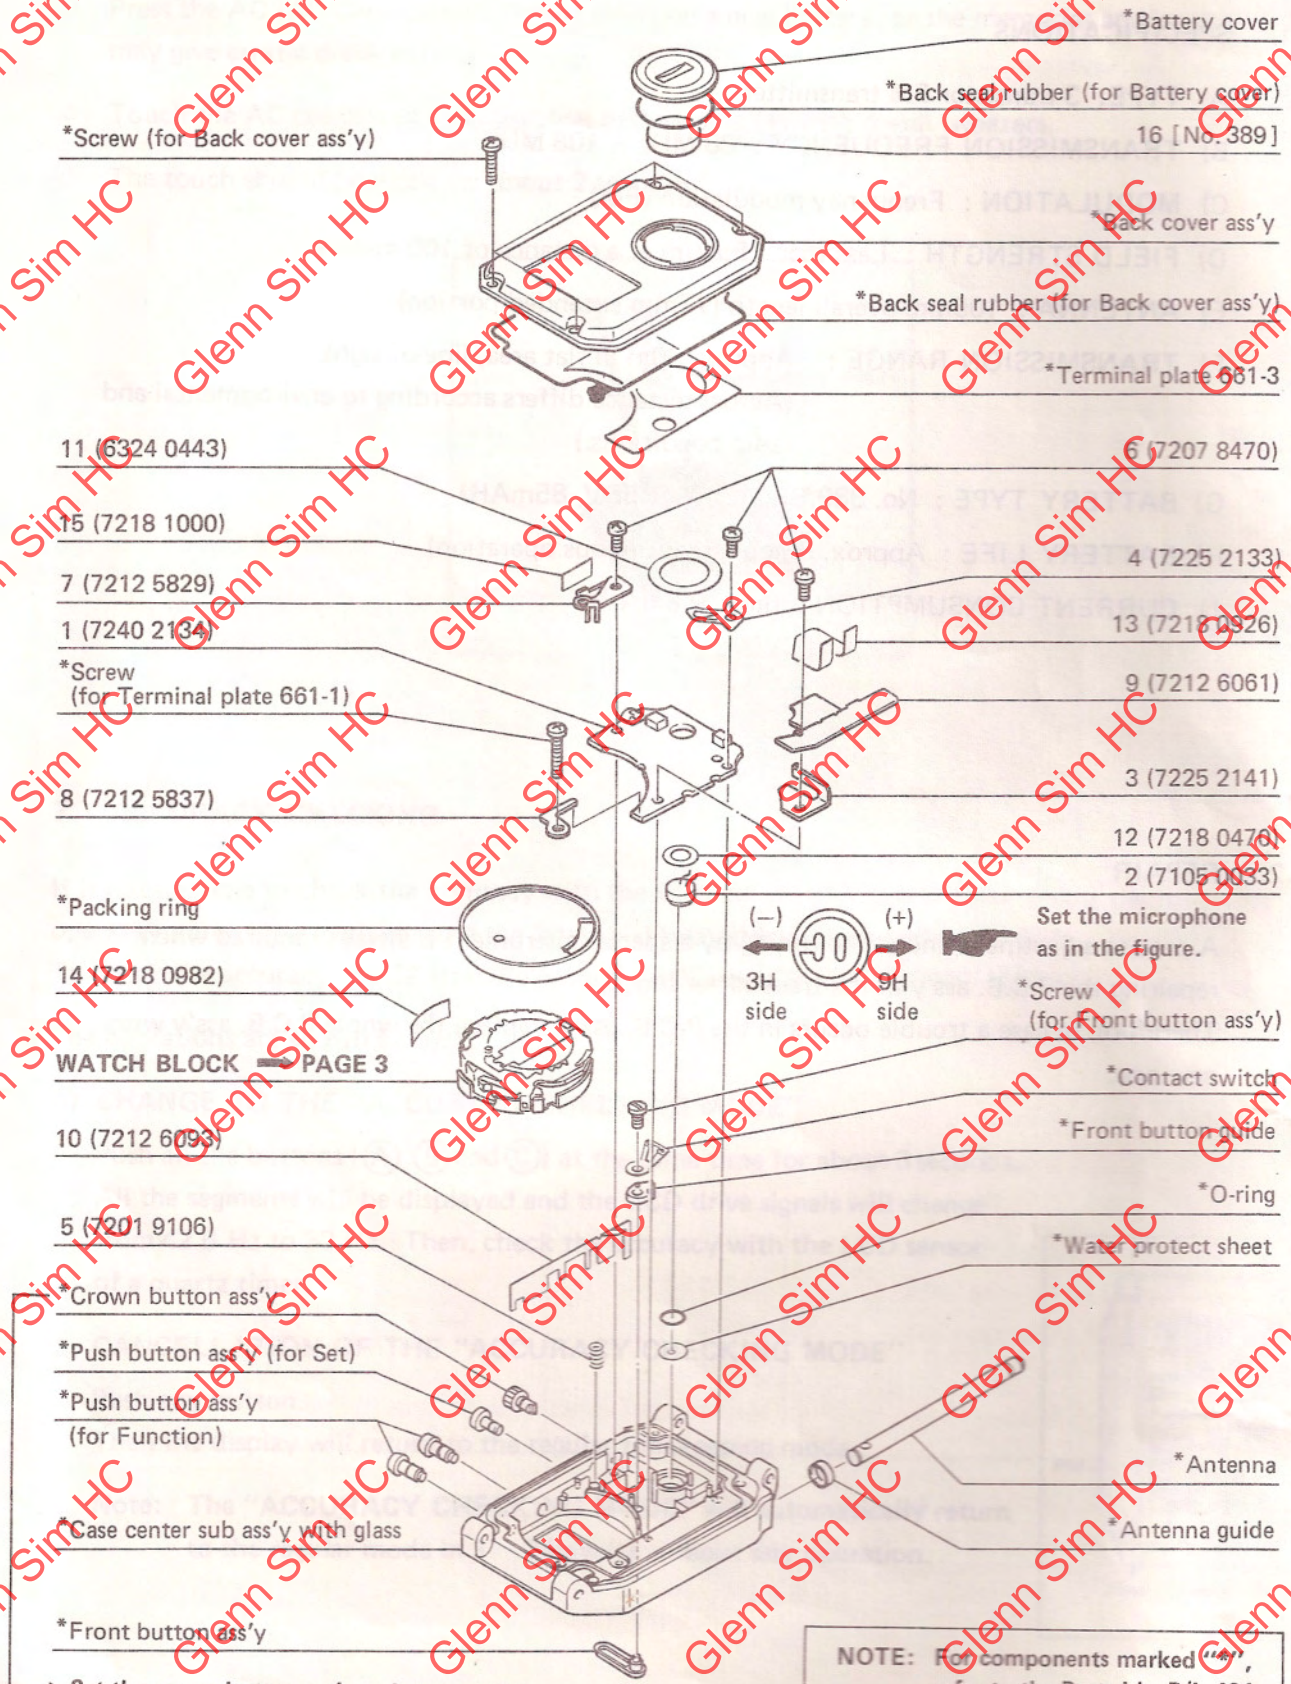 *Battery cover
*Back seal rubber (for Battery cover)
*Screw (for Back cover ass'y)
16 [No. 389]
*Back cover ass'y
*Back seal rubber (for Back cover ass'y)
*Terminal plate 661-3
11 (6324 0443)
6 (7207 8470)
15 (7218 1000)
4 (7225 2133)
7 (7212 5829)
1 (7240 2134)
13 (7218 0926)
*Screw
(for Terminal plate 661-1)
9 (7212 6061)
8 (7212 5837)
3 (7225 2141)
12 (7218 0470)
2 (7105 0033)
*Packing ring
(−) (+)
Set the microphone
as in the figure.
3H
side
9H
side
14 (7218 0982)
*Screw
(for Front button ass'y)
WATCH BLOCK ➡ PAGE 3
*Contact switch
10 (7212 6093)
*Front button guide
*O-ring
5 (7201 9106)
*Water protect sheet
*Crown button ass'y
*Push button ass'y (for Set)
*Push button ass'y
(for Function)
*Antenna
*Case center sub ass'y with glass
*Antenna guide
*Front button ass'y
NOTE: For components marked "*",
Glenn Sim HC